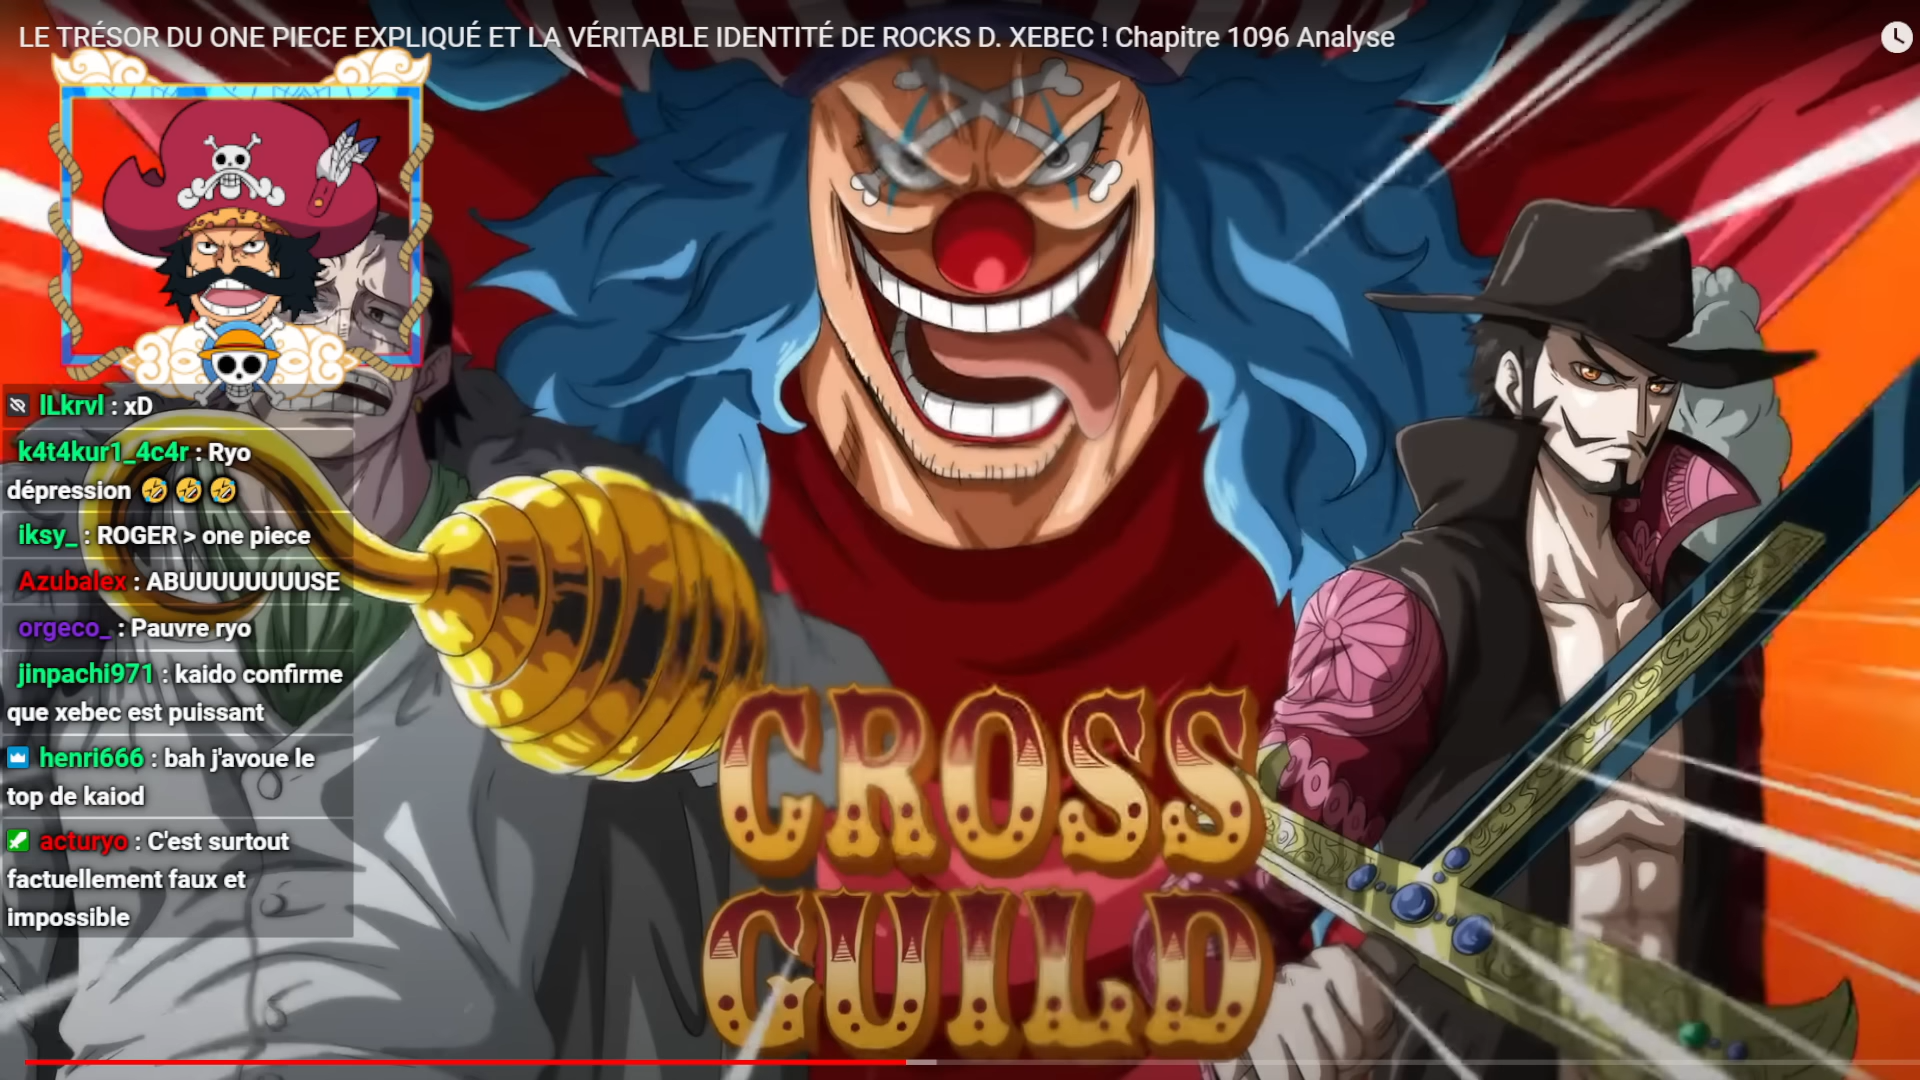 LE TRÉSOR DU ONE PIECE EXPLIQUÉ ET LA VÉRITABLE IDENTITÉ DE ROCKS D. XEBEC ! Chapitre 1096 Analyse
lLkrvl : xD
k4t4kur1_4c4r : Ryo
dépression 🤣 🤣 🤣
iksy_ : ROGER > one piece
Azubalex : ABUUUUUUUUSE
orgeco_ : Pauvre ryo
jinpachi971 : kaido confirme
que xebec est puissant
henri666 : bah j'avoue le
top de kaiod
acturyo : C'est surtout
factuellement faux et
impossible
CROSS
GUILD